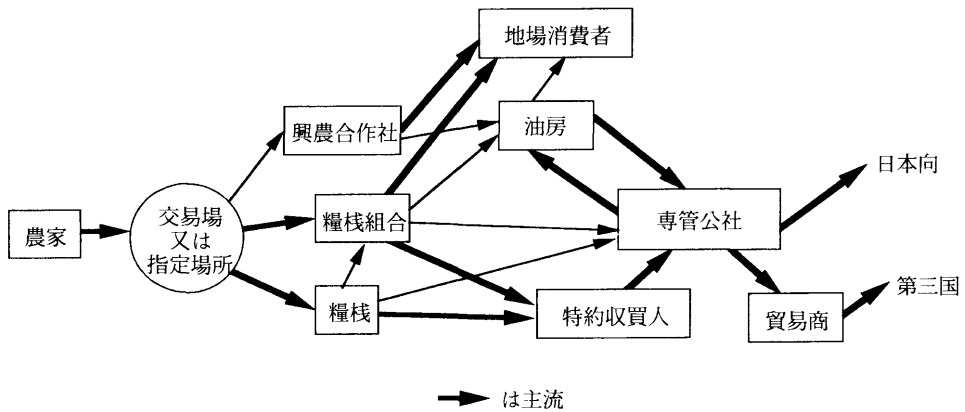 地場消費者
興農合作社
油房
日本向
農家
交易場
又は
指定場所
糧桟組合
専管公社
糧桟
特約収買人
貿易商
第三国
は主流